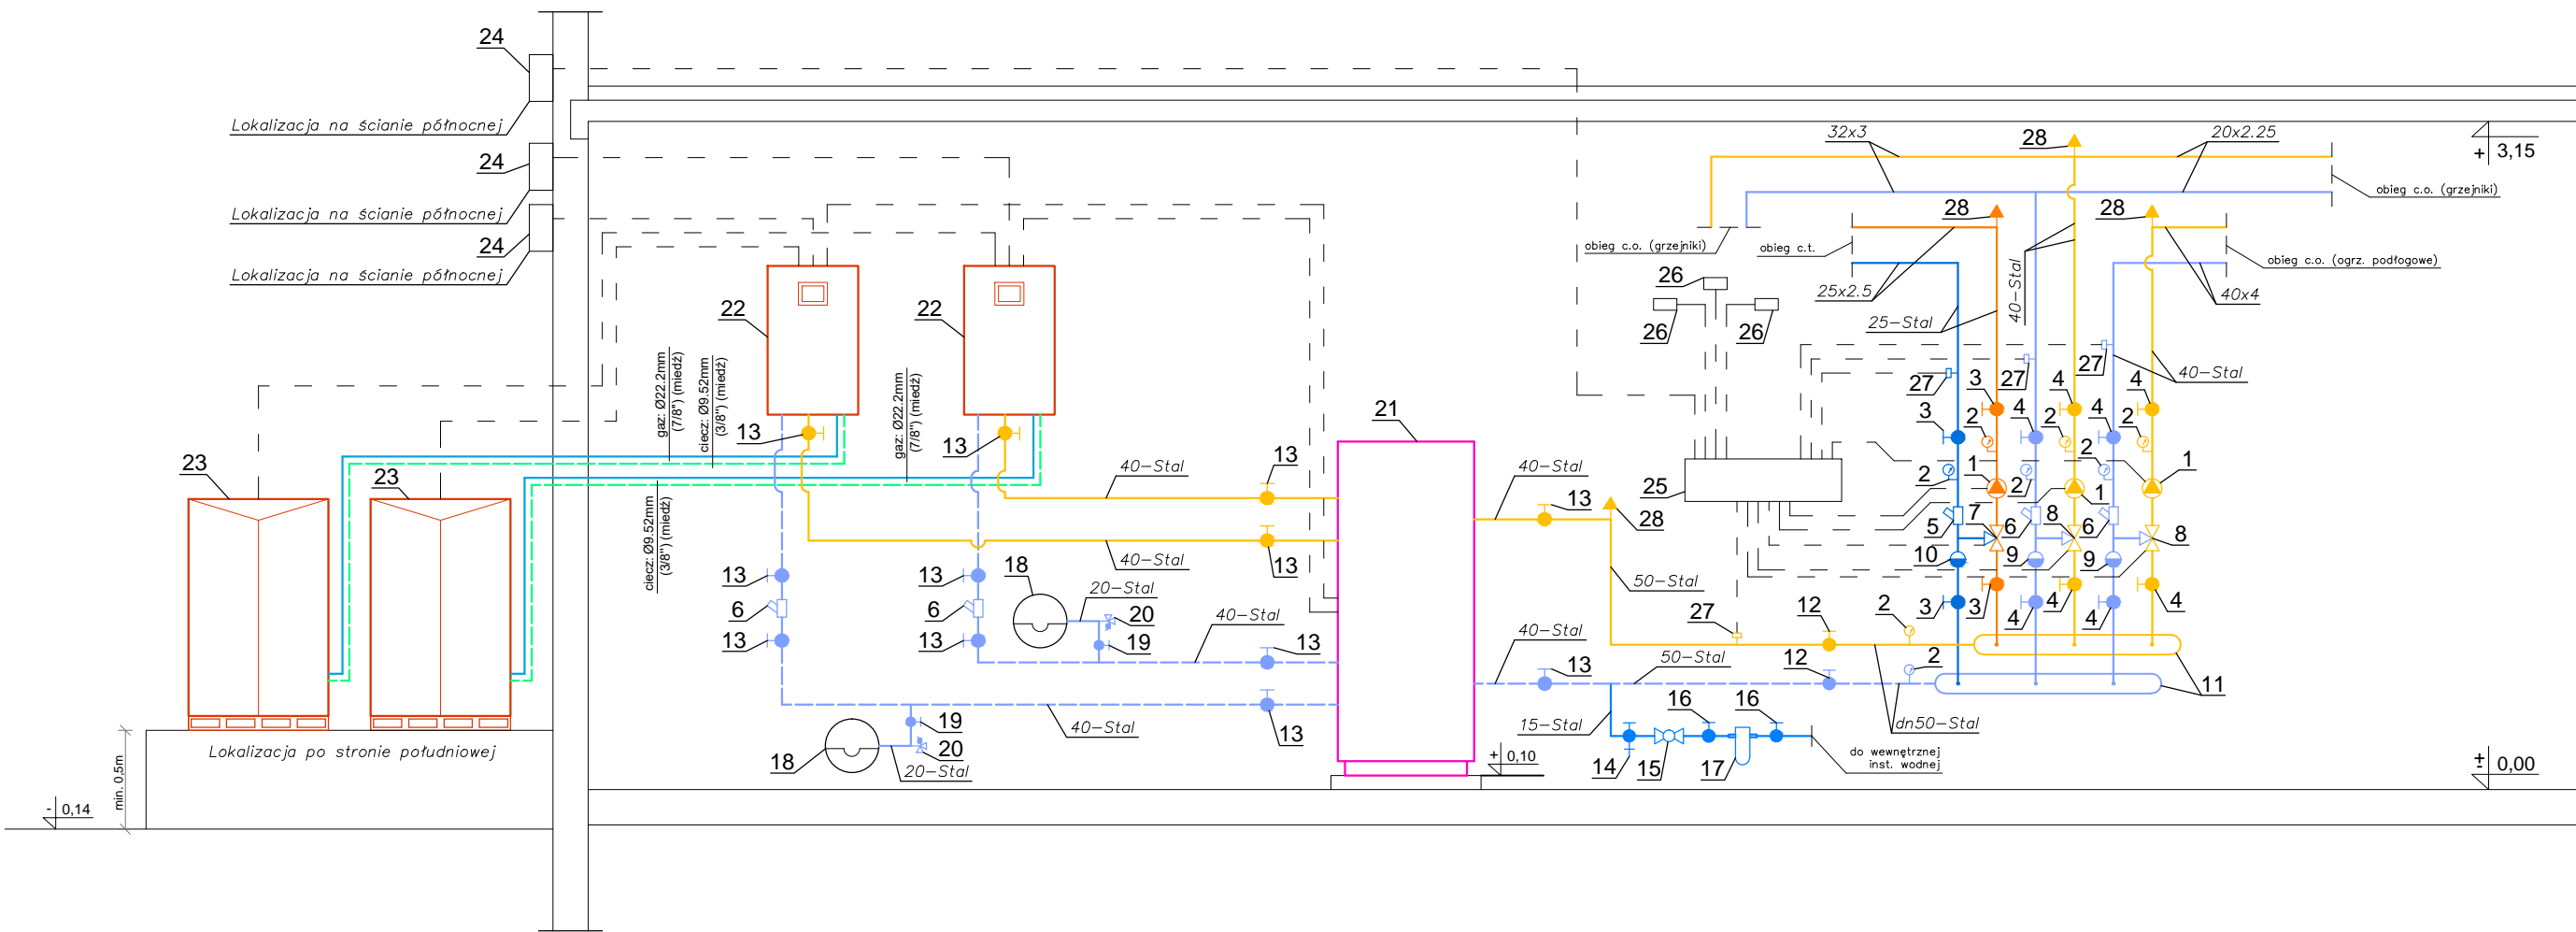 24
Lokalizacja na ścianie północnej
24
Lokalizacja na ścianie północnej
24
Lokalizacja na ścianie północnej
32x3
28
20x2.25
+ 3,15
obieg c.o. (grzejniki)
28
28
obieg c.o. (grzejniki)
obieg c.t.
obieg c.o. (ogrz. podłogowe)
40-Stal
26
25x2.5
40x4
22
22
26
26
25-Stal
gaz: Ø22.2mm
(7/8") (miedź)
ciecz: Ø9.52mm
(3/8") (miedź)
gaz: Ø22.2mm
(7/8") (miedź)
27
27
27
40-Stal
3
4
4
21
13
13
3
2
4
2
4
2
23
23
40-Stal
13
40-Stal
2
2
2
1
25
13
28
1
1
ciecz: Ø9.52mm
(3/8") (miedź)
5
7
6
8
6
8
40-Stal
13
10
9
9
13
13
18
20-Stal
50-Stal
6
6
20
27
12
2
3
3
4
4
4
4
13
13
19
40-Stal
13
40-Stal
13
50-Stal
12
2
11
18
19
20
20-Stal
40-Stal
13
15-Stal
16
16
dn50-Stal
14
15
17
do wewnętrznej
inst. wodnej
Lokalizacja po stronie południowej
min. 0,5m
- 0,14
+ 0,10
± 0,00